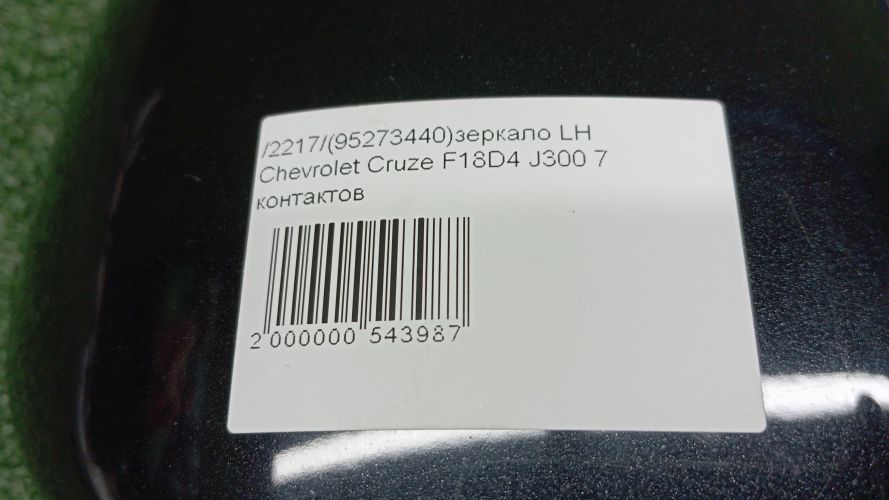 /2217/(95273440)зеркало LH
Chevrolet Cruze F18D4 J300 7
контактов
2 000000 543987